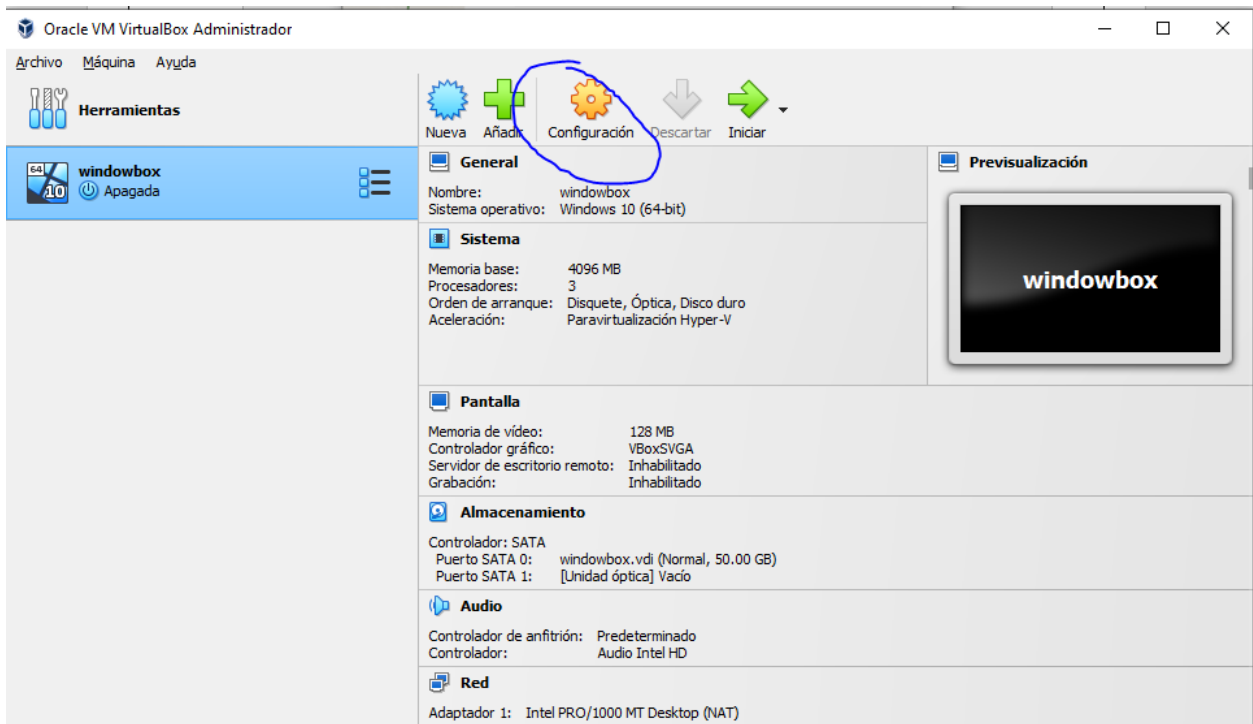 Oracle VM VirtualBox Administrador
Archivo Máquina Ayuda
Herramientas
Nueva Añadir Configuración Descartar Iniciar
64
10
windowbox
Apagada
General
Nombre: windowbox
Sistema operativo: Windows 10 (64-bit)
Previsualización
windowbox
Sistema
Memoria base: 4096 MB
Procesadores: 3
Orden de arranque: Disquete, Óptica, Disco duro
Aceleración: Paravirtualización Hyper-V
Pantalla
Memoria de vídeo: 128 MB
Controlador gráfico: VBoxSVGA
Servidor de escritorio remoto: Inhabilitado
Grabación: Inhabilitado
Almacenamiento
Controlador: SATA
Puerto SATA 0: windowbox.vdi (Normal, 50.00 GB)
Puerto SATA 1: [Unidad óptica] Vacío
Audio
Controlador de anfitrión: Predeterminado
Controlador: Audio Intel HD
Red
Adaptador 1: Intel PRO/1000 MT Desktop (NAT)